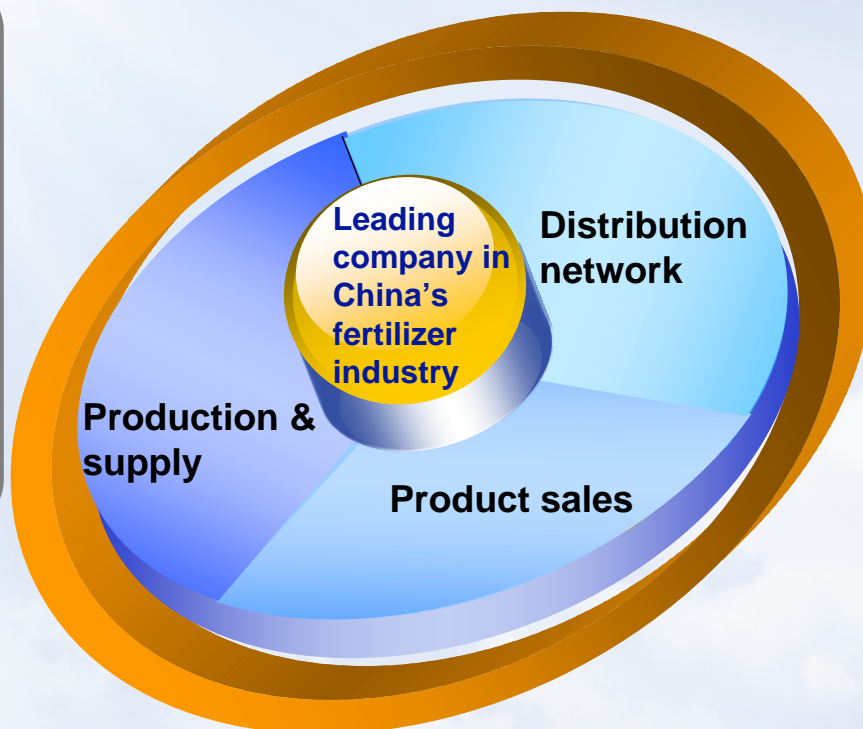 Leading
company in
China’s
fertilizer
industry
Distribution
network
Production &
supply
Product sales